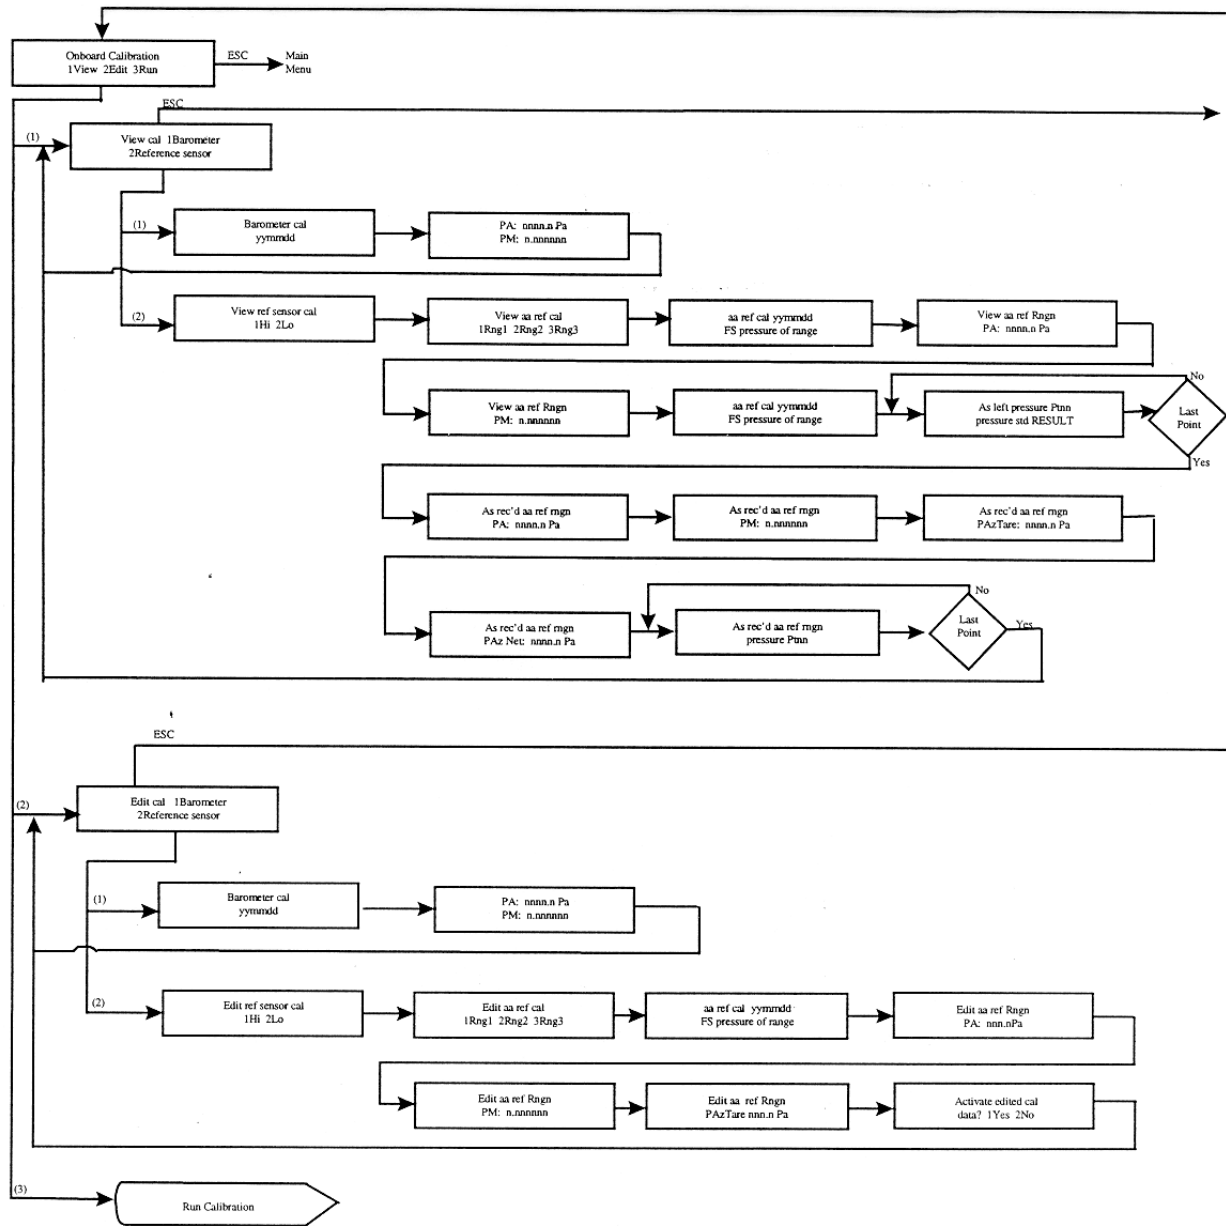 Onboard Calibration
1View 2Edit 3Run
ESC
Main
Menu
ESC
(1)
View cal 1Barometer
2Reference sensor
(1)
Barometer cal
yymmdd
PA: nnnn.n Pa
PM: n.nnnnnn
(2)
View ref sensor cal
1Hi 2Lo
View aa ref cal
1Rng1 2Rng2 3Rng3
aa ref cal yymmdd
FS pressure of range
View aa ref Rngn
PA: nnnn.n Pa
View aa ref Rngn
PM: n.nnnnnn
aa ref cal yymmdd
FS pressure of range
As left pressure Ptnn
pressure std RESULT
No
Last
Point
Yes
As rec'd aa ref rngn
PA: nnnn.n Pa
As rec'd aa ref rngn
PM: n.nnnnnn
As rec'd aa ref rngn
PAzTare: nnnn.n Pa
As rec'd aa ref rngn
PAz Net: nnnn.n Pa
As rec'd aa ref rngn
pressure Ptnn
No
Last
Point
Yes
ESC
(2)
Edit cal 1Barometer
2Reference sensor
(1)
Barometer cal
yymmdd
PA: nnnn.n Pa
PM: n.nnnnnn
(2)
Edit ref sensor cal
1Hi 2Lo
Edit aa ref cal
1Rng1 2Rng2 3Rng3
aa ref cal yymmdd
FS pressure of range
Edit aa ref Rngn
PA: nnn.nPa
Edit aa ref Rngn
PM: n.nnnnnn
Edit aa ref Rngn
PAzTare nnn.n Pa
Activate edited cal
data? 1Yes 2No
(3)
Run Calibration